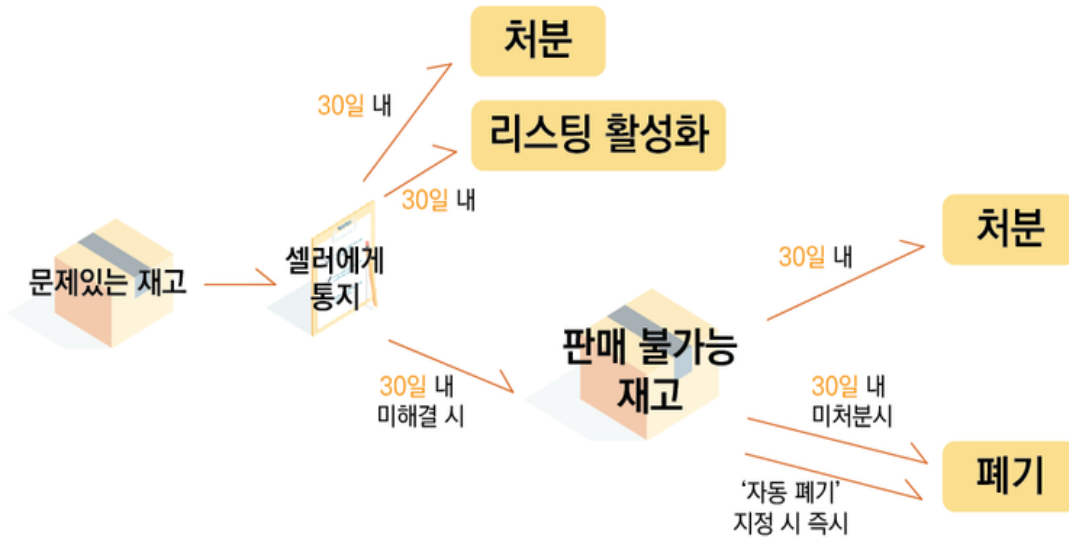 처분
30일 내
리스팅 활성화
30일 내
문제있는 재고
셀러에게
통지
처분
30일 내
판매 불가능
재고
30일 내
미해결 시
30일 내
미처분시
폐기
‘자동 폐기’
지정 시 즉시